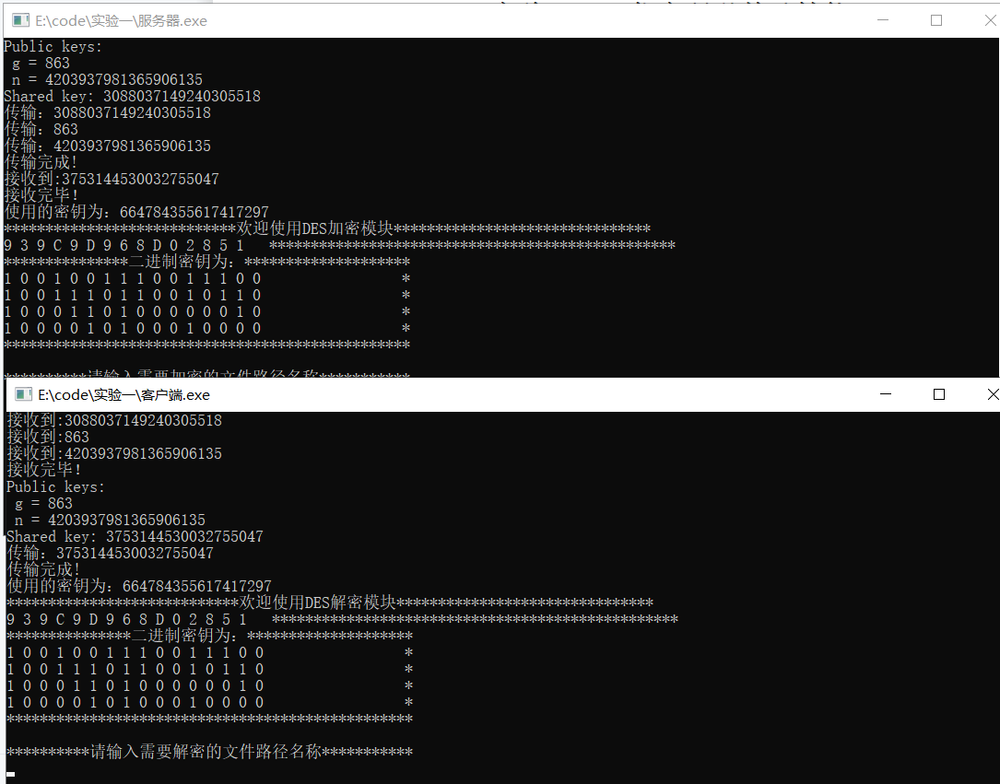 E:\code\实验一\服务器.exe
Public keys:
g = 863
n = 4203937981365906135
Shared key: 3088037149240305518
传输：3088037149240305518
传输：863
传输：4203937981365906135
传输完成！
接收到:3753144530032755047
接收完毕！
使用的密钥为：664784355617417297
****************************欢迎使用DES加密模块*******************************
9 3 9 C 9 D 9 6 8 D 0 2 8 5 1   *************************************************
***************二进制密钥为：********************
1 0 0 1 0 0 1 1 1 0 0 1 1 1 0 0                 *
1 0 0 1 1 1 0 1 1 0 0 1 0 1 1 0                 *
1 0 0 0 1 1 0 1 0 0 0 0 0 0 1 0                 *
1 0 0 0 0 1 0 1 0 0 0 1 0 0 0 0                 *
*************************************************
**********请输入需要加密的文件路径名称***********
E:\code\实验一\客户端.exe
接收到:3088037149240305518
接收到:863
接收到:4203937981365906135
接收完毕！
Public keys:
g = 863
n = 4203937981365906135
Shared key: 3753144530032755047
传输：3753144530032755047
传输完成！
使用的密钥为：664784355617417297
****************************欢迎使用DES解密模块*******************************
9 3 9 C 9 D 9 6 8 D 0 2 8 5 1   *************************************************
***************二进制密钥为：********************
1 0 0 1 0 0 1 1 1 0 0 1 1 1 0 0                 *
1 0 0 1 1 1 0 1 1 0 0 1 0 1 1 0                 *
1 0 0 0 1 1 0 1 0 0 0 0 0 0 1 0                 *
1 0 0 0 0 1 0 1 0 0 0 1 0 0 0 0                 *
*************************************************
**********请输入需要解密的文件路径名称***********